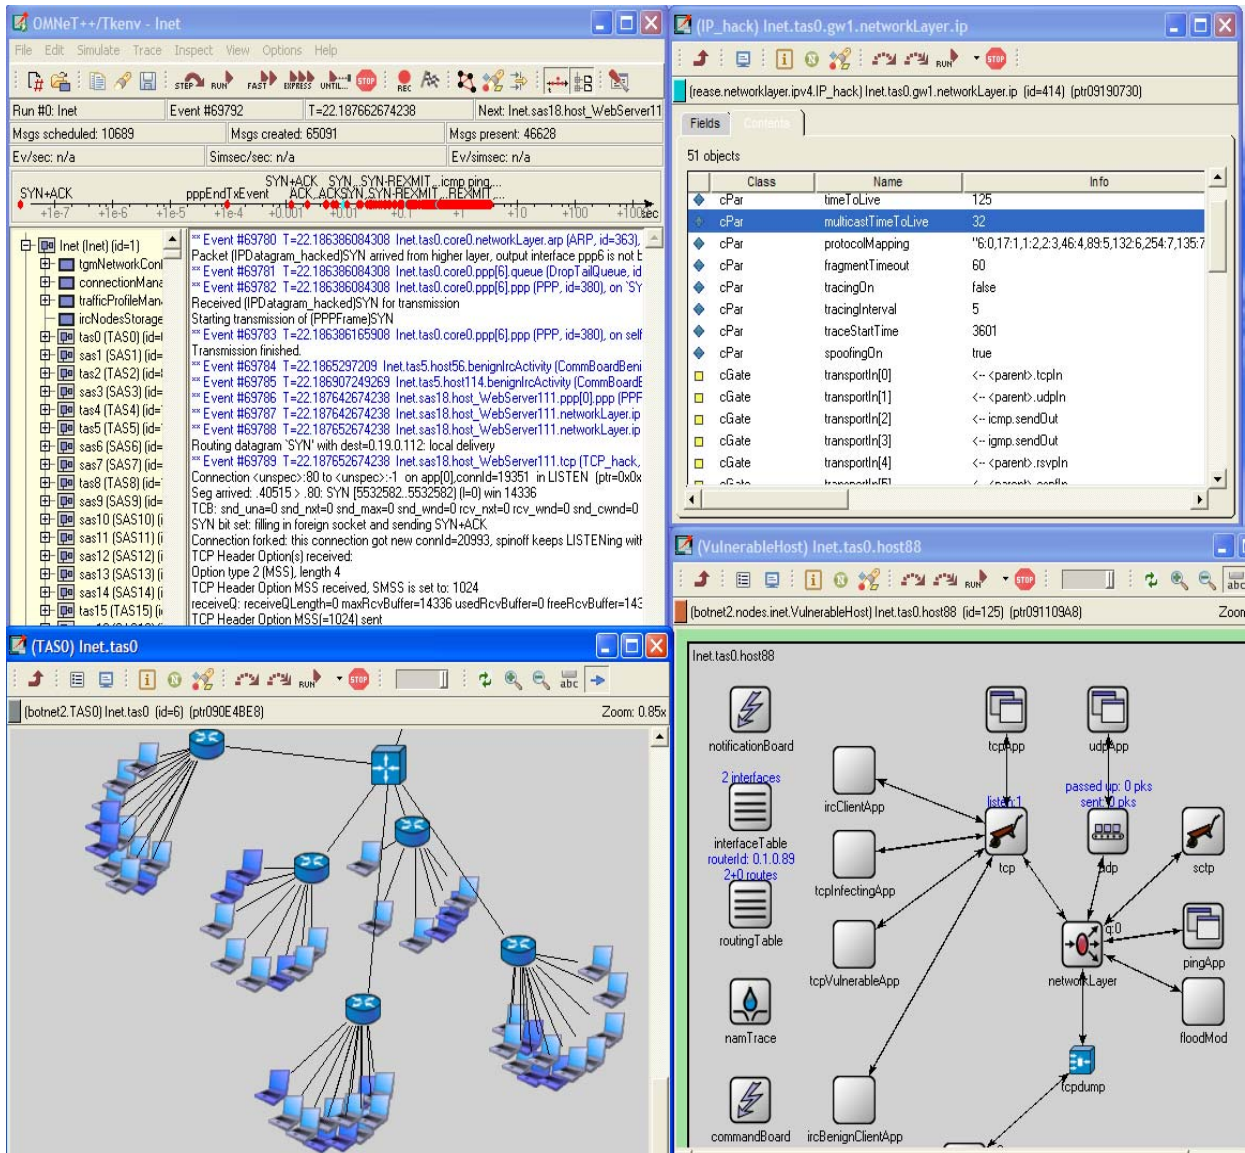 OMNeT++/Tkenv - Inet
File Edit Simulate Trace Inspect View Options Help
STEP RUN FAST EXPRESS UNTIL... STOP REC
Run #0: Inet Event #69792 T=22.187662674238 Next: Inet.sas18.host_WebServer11
Msgs scheduled: 10689 Msgs created: 65091 Msgs present: 46628
Ev/sec: n/a Simsec/sec: n/a Ev/simsec: n/a
SYN+ACK SYN,..SYN-REXMIT,..icmp ping,...
SYN+ACK pppEndTxEvent ACK,.ACKSYN,SYN-REXMIT,..REXMIT,...
+1e-7 +1e-6 +1e-5 +1e-4 +0.001 +0.01 +0.1 +1 +10 +100 sec
Inet (Inet) (id=1)
tgmNetworkConf
connectionMana
trafficProfileMan
ircNodesStorage
tas0 (TAS0) (id=
sas1 (SAS1) (id=
tas2 (TAS2) (id=
sas3 (SAS3) (id=
tas4 (TAS4) (id=
tas5 (TAS5) (id=
sas6 (SAS6) (id=
sas7 (SAS7) (id=
tas8 (TAS8) (id=
sas9 (SAS9) (id=
sas10 (SAS10) (i
sas11 (SAS11) (i
sas12 (SAS12) (i
sas13 (SAS13) (i
sas14 (SAS14) (i
tas15 (TAS15) (i
** Event #69780 T=22.186386084308 Inet.tas0.core0.networkLayer.arp (ARP, id=363),
Packet (IPDatagram_hacked)SYN arrived from higher layer, output interface ppp6 is not b
** Event #69781 T=22.186386084308 Inet.tas0.core0.ppp[6].queue (DropTailQueue, id
** Event #69782 T=22.186386084308 Inet.tas0.core0.ppp[6].ppp (PPP, id=380), on `SY
Received (IPDatagram_hacked)SYN for transmission
Starting transmission of (PPPFrame)SYN
** Event #69783 T=22.186386165908 Inet.tas0.core0.ppp[6].ppp (PPP, id=380), on self
Transmission finished.
** Event #69784 T=22.1865297209 Inet.tas5.host56.benignIrcActivity (CommBoardBeni
** Event #69785 T=22.186907249269 Inet.tas5.host114.benignIrcActivity (CommBoardB
** Event #69786 T=22.187642674238 Inet.sas18.host_WebServer111.ppp[0].ppp (PPF
** Event #69787 T=22.187642674238 Inet.sas18.host_WebServer111.networkLayer.ip
** Event #69788 T=22.187652674238 Inet.sas18.host_WebServer111.networkLayer.ip
Routing datagram `SYN' with dest=0.19.0.112: local delivery
** Event #69789 T=22.187652674238 Inet.sas18.host_WebServer111.tcp (TCP_hack,
Connection <unspec>:80 to <unspec>:-1 on app[0],connId=19351 in LISTEN (ptr=0x0x
Seg arrived: .40515 > .80: SYN [5532582..5532582) (l=0) win 14336
TCB: snd_una=0 snd_nxt=0 snd_max=0 snd_wnd=0 rcv_nxt=0 rcv_wnd=0 snd_cwnd=0
SYN bit set: filling in foreign socket and sending SYN+ACK
Connection forked: this connection got new connId=20993, spinoff keeps LISTENing with
TCP Header Option(s) received:
Option type 2 (MSS), length 4
TCP Header Option MSS received, SMSS is set to: 1024
receiveQ: receiveQLength=0 maxRcvBuffer=14336 usedRcvBuffer=0 freeRcvBuffer=143
TCP Header Option MSS(=1024) sent
(IP_hack) Inet.tas0.gw1.networkLayer.ip
RUN STOP
(rease.networklayer.ipv4.IP_hack) Inet.tas0.gw1.networkLayer.ip (id=414) (ptr09190730)
Fields Contents
51 objects
Class Name Info
cPar timeToLive 125
cPar multicastTimeToLive 32
cPar protocolMapping "6:0,17:1,1:2,2:3,46:4,89:5,132:6,254:7,135:7
cPar fragmentTimeout 60
cPar tracingOn false
cPar tracingInterval 5
cPar traceStartTime 3601
cPar spoofingOn true
cGate transportIn[0] <-- <parent>.tcpIn
cGate transportIn[1] <-- <parent>.udpIn
cGate transportIn[2] <-- icmp.sendOut
cGate transportIn[3] <-- igmp.sendOut
cGate transportIn[4] <-- <parent>.rsvpIn
cGate transportIn[5] <-- <parent>.ospfIn
(TAS0) Inet.tas0
RUN STOP abc
(botnet2.TAS0) Inet.tas0 (id=6) (ptr090E4BE8) Zoom: 0.85x
(VulnerableHost) Inet.tas0.host88
RUN STOP abc
(botnet2.nodes.inet.VulnerableHost) Inet.tas0.host88 (id=125) (ptr091109A8) Zoom
Inet.tas0.host88
notificationBoard
tcpApp
udpApp
2 interfaces
interfaceTable
routerId: 0.1.0.89
2+0 routes
routingTable
namTrace
commandBoard
ircClientApp
tcpInfectingApp
tcpVulnerableApp
ircBenignClientApp
listen:1
tcp
passed up: 0 pks
sent: 0 pks
udp
sctp
q:0
networkLayer
pingApp
floodMod
tcpdump